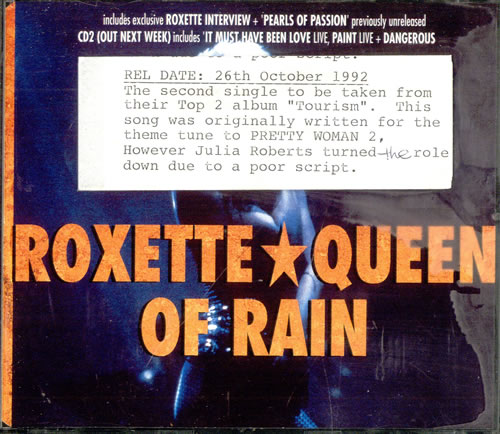 includes exclusive ROXETTE INTERVIEW + 'PEARLS OF PASSION' previously unreleased
CD2 (OUT NEXT WEEK) includes 'IT MUST HAVE BEEN LOVE LIVE, PAINT LIVE + DANGEROUS
a poor script.
REL DATE: 26th October 1992
The second single to be taken from
their Top 2 album "Tourism". This
song was originally written for the
theme tune to PRETTY WOMAN 2,
However Julia Roberts turned the role
down due to a poor script.
ROXETTE★QUEEN
OF RAIN